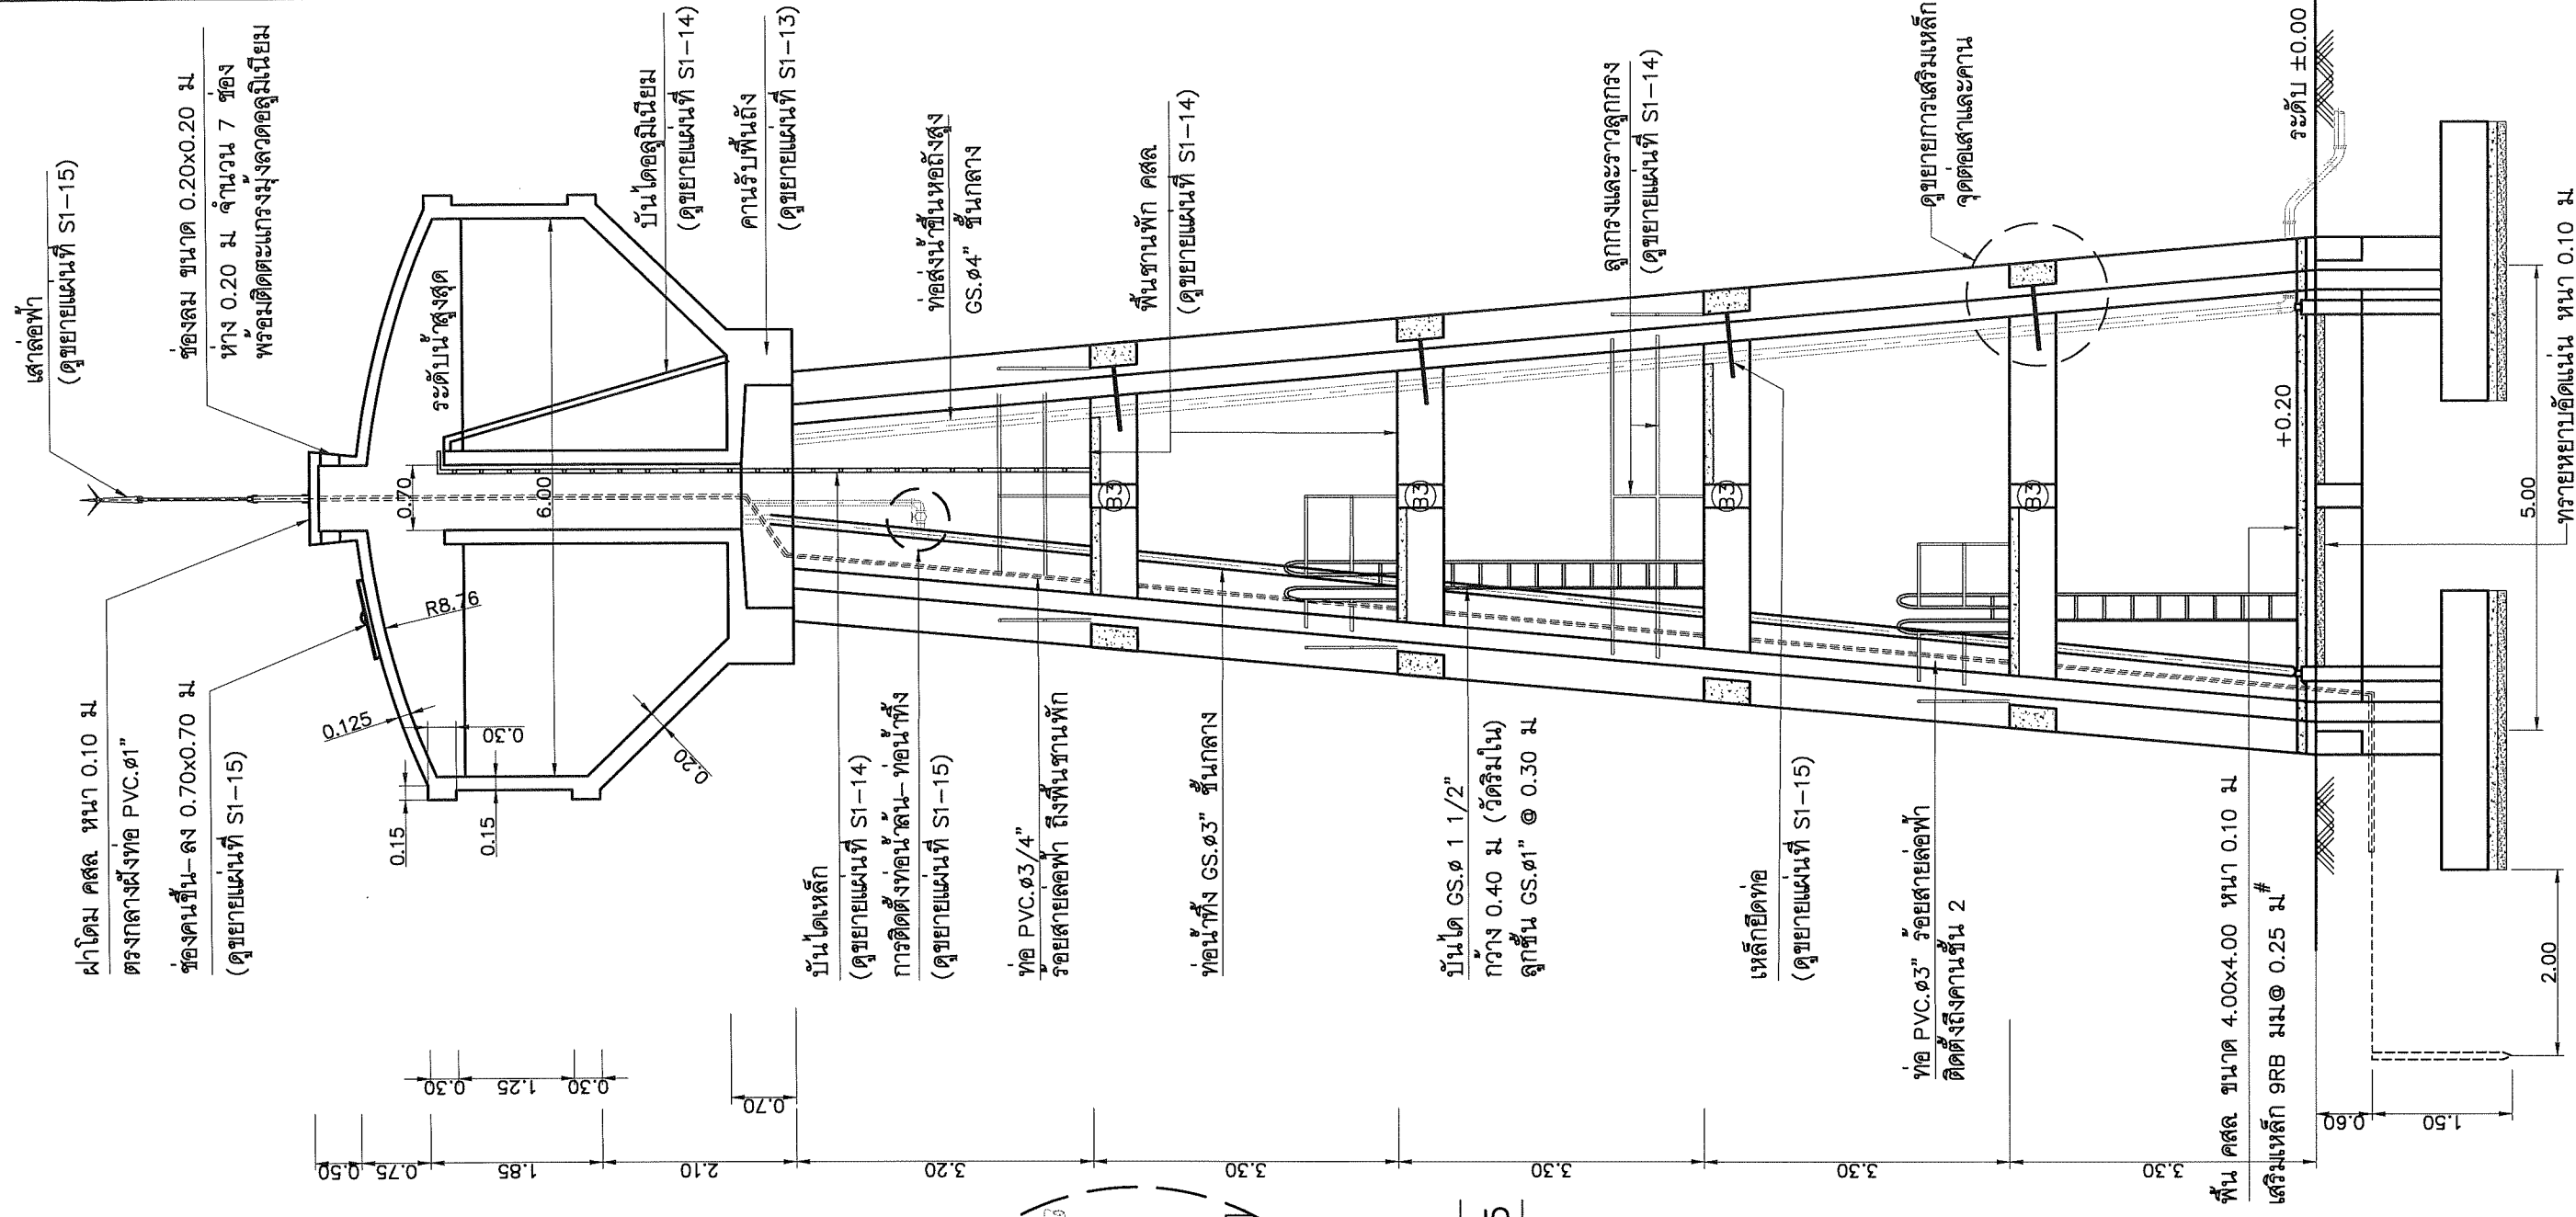 เสาล่อฟ้า
(ดูขยายแผ่นที่ S1-15)
ช่องลม ขนาด 0.20x0.20 ม
ห่าง 0.20 ม จำนวน 7 ช่อง
พร้อมติดตะแกรงมุ้งลวดอลูมิเนียม
บันไดอลูมิเนียม
(ดูขยายแผ่นที่ S1-14)
คานรับพื้นถัง
(ดูขยายแผ่นที่ S1-13)
ท่อส่งน้ำขึ้นหอถังสูง
GS.ø4" ชั้นกลาง
พื้นชานพัก คสล
(ดูขยายแผ่นที่ S1-14)
ลูกกรงและราวลูกกรง
(ดูขยายแผ่นที่ S1-14)
ดูขยายการเสริมเหล็ก
จุดต่อเสาและคาน
ระดับ ±0.00
ระดับน้ำสูงสุด
0.70
6.00
R8.76
0.125
0.30
0.15
0.15
0.20
B3
B3
B3
B3
+0.20
5.00
ทรายหยาบอัดแน่น หนา 0.10 ม
ฝาโดม คสล หนา 0.10 ม
ตรงกลางฝังท่อ PVC.ø1"
ช่องคนขึ้น-ลง 0.70x0.70 ม
(ดูขยายแผ่นที่ S1-15)
บันไดเหล็ก
(ดูขยายแผ่นที่ S1-14)
การติดตั้งท่อน้ำล้น-ท่อน้ำทิ้ง
(ดูขยายแผ่นที่ S1-15)
ท่อ PVC.ø3/4"
ร้อยสายล่อฟ้า ถึงพื้นชานพัก
ท่อน้ำทิ้ง GS.ø3" ชั้นกลาง
บันได GS.ø 1 1/2"
กว้าง 0.40 ม (วัดริมใน)
ลูกขั้น GS.ø1" @ 0.30 ม
เหล็กยึดท่อ
(ดูขยายแผ่นที่ S1-15)
ท่อ PVC.ø3" ร้อยสายล่อฟ้า
ติดตั้งถึงคานชั้น 2
พื้น คสล ขนาด 4.00x4.00 หนา 0.10 ม
เสริมเหล็ก 9RB มม@ 0.25 ม#
2.00
0.30
1.25
0.30
0.70
0.50
0.75
1.85
2.10
3.20
3.30
3.30
3.30
3.30
0.60
1.50
5